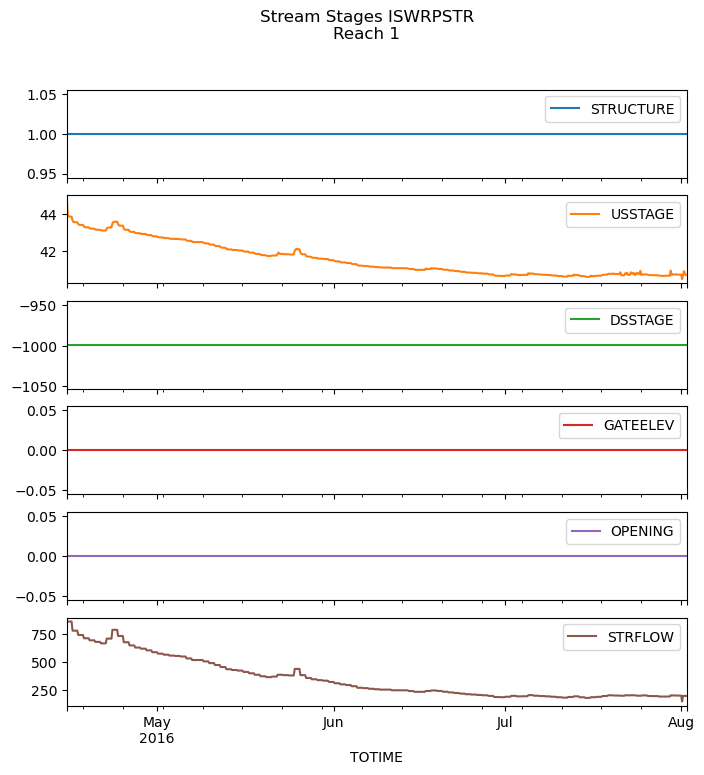 Stream Stages ISWRPSTR
Reach 1
1.05
1.00
0.95
STRUCTURE
44
42
USSTAGE
−950
−1000
−1050
DSSTAGE
0.05
0.00
−0.05
GATEELEV
0.05
0.00
−0.05
OPENING
750
500
250
STRFLOW
May
2016
Jun
Jul
Aug
TOTIME